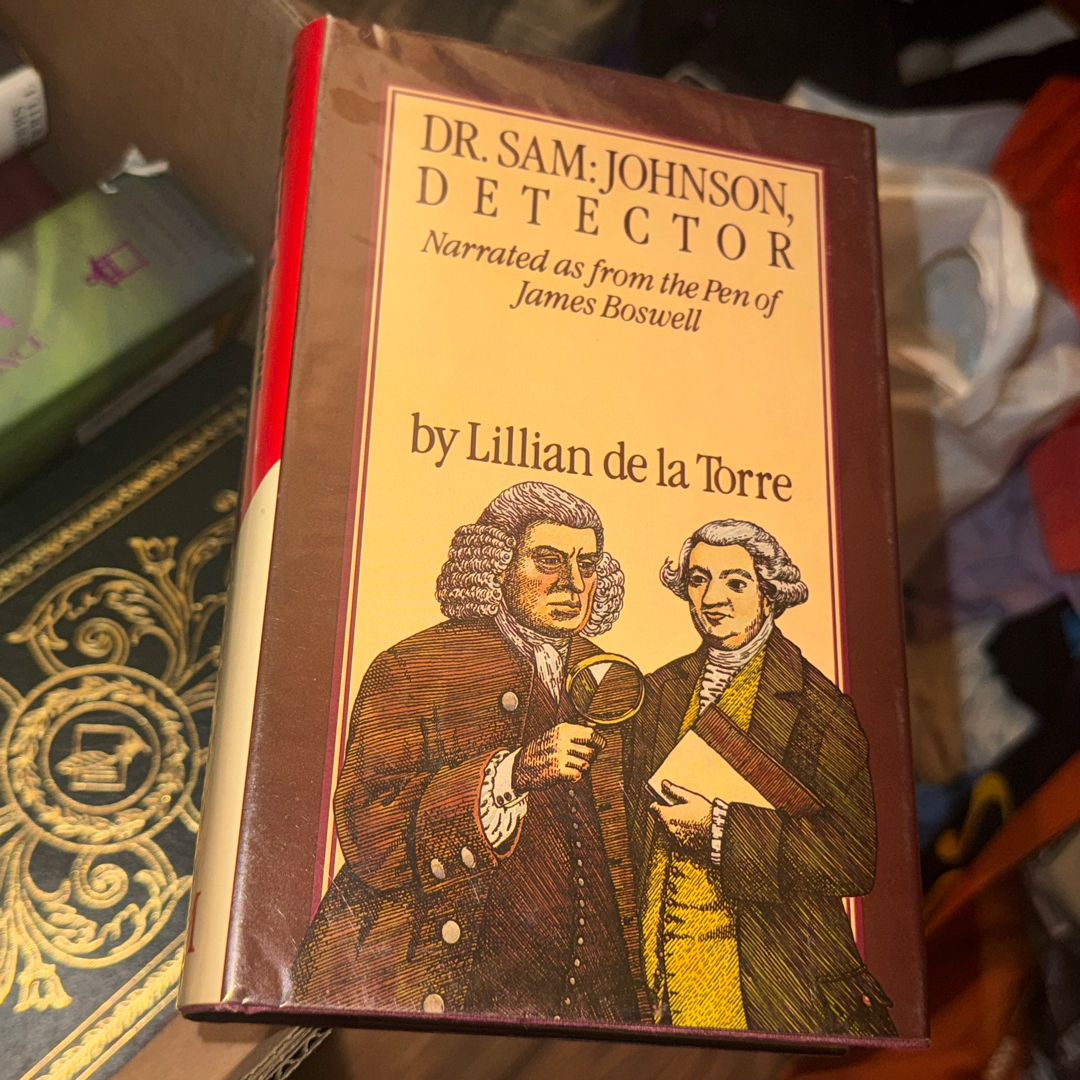 DR. SAM: JOHNSON,
DETECTOR
Narrated as from the Pen of
James Boswell
by Lillian de la Torre